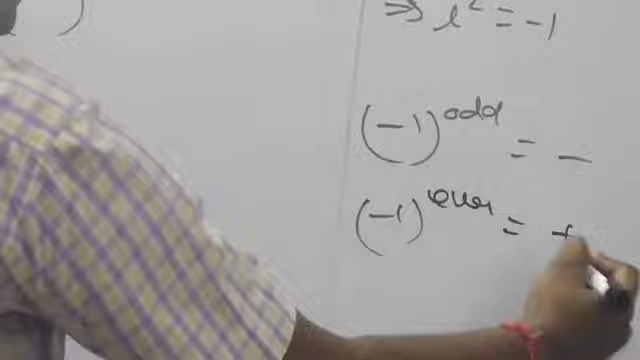 )
⇒ i² = -1
(-1)^odd = -
(-1)^even = +